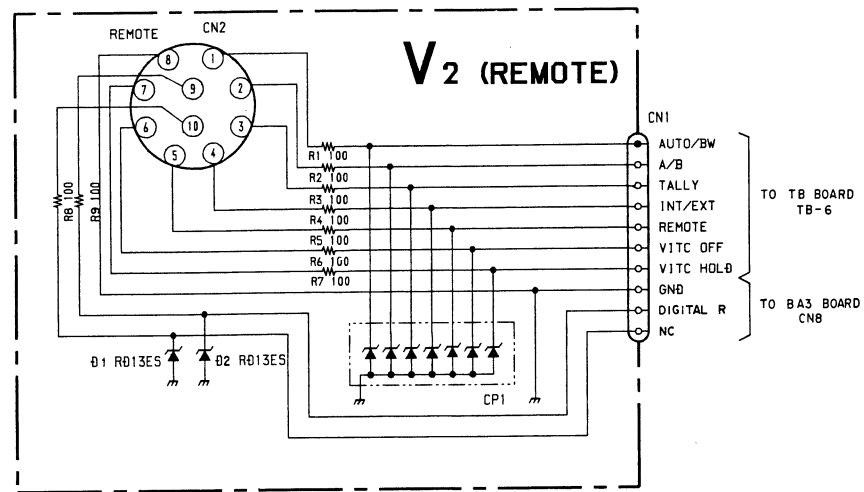 REMOTE CN2
V2 (REMOTE)
8 1
7 9 2
6 10 3
5 4
CN1
R1 100
R2 100
R3 100
R4 100
R5 100
R6 100
R7 100
R8 100
R9 100
AUTO/BW
A/B
TALLY
INT/EXT
REMOTE
VITC OFF
VITC HOLD
GND
DIGITAL R
NC
TO TB BOARD
TB-6
TO BA3 BOARD
CN8
D1 RD13ES
D2 RD13ES
CP1